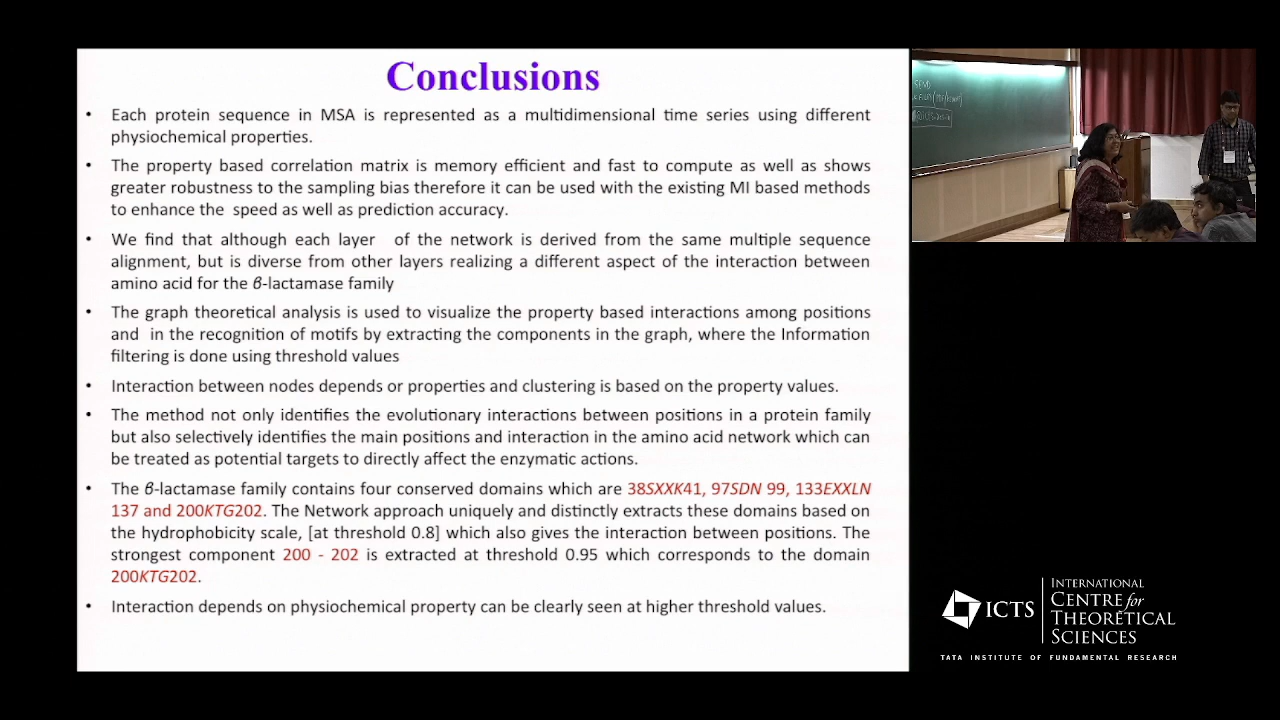 Conclusions
• Each protein sequence in MSA is represented as a multidimensional time series using different
physiochemical properties.
• The property based correlation matrix is memory efficient and fast to compute as well as shows
greater robustness to the sampling bias therefore it can be used with the existing MI based methods
to enhance the speed as well as prediction accuracy.
• We find that although each layer of the network is derived from the same multiple sequence
alignment, but is diverse from other layers realizing a different aspect of the interaction between
amino acid for the β-lactamase family
• The graph theoretical analysis is used to visualize the property based interactions among positions
and in the recognition of motifs by extracting the components in the graph, where the Information
filtering is done using threshold values
• Interaction between nodes depends or properties and clustering is based on the property values.
• The method not only identifies the evolutionary interactions between positions in a protein family
but also selectively identifies the main positions and interaction in the amino acid network which can
be treated as potential targets to directly affect the enzymatic actions.
• The β-lactamase family contains four conserved domains which are 38SXXK41, 97SDN 99, 133EXXLN
137 and 200KTG202. The Network approach uniquely and distinctly extracts these domains based on
the hydrophobicity scale, [at threshold 0.8] which also gives the interaction between positions. The
strongest component 200 - 202 is extracted at threshold 0.95 which corresponds to the domain
200KTG202.
• Interaction depends on physiochemical property can be clearly seen at higher threshold values.
SEND
ICTS
INTERNATIONAL
CENTRE for
THEORETICAL
SCIENCES
TATA INSTITUTE OF FUNDAMENTAL RESEARCH